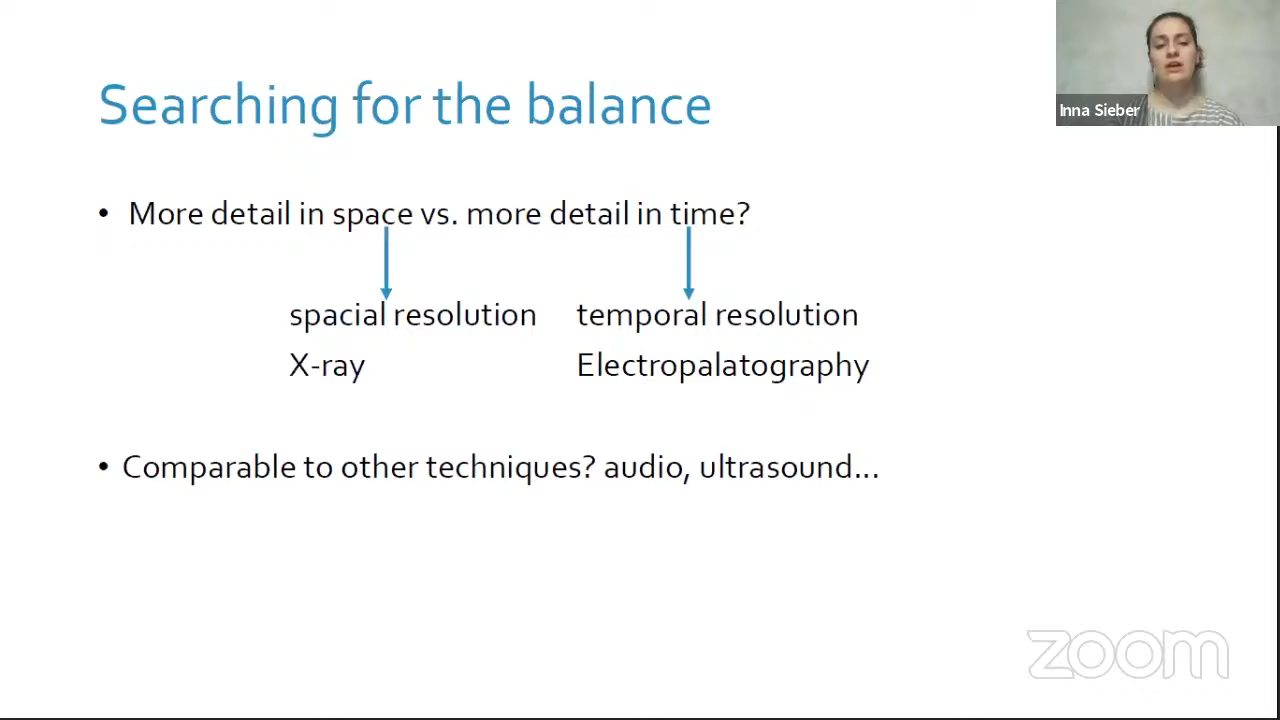 Searching for the balance
Inna Sieber
• More detail in space vs. more detail in time?
spacial resolution temporal resolution
X-ray Electropalatography
• Comparable to other techniques? audio, ultrasound...
zoom